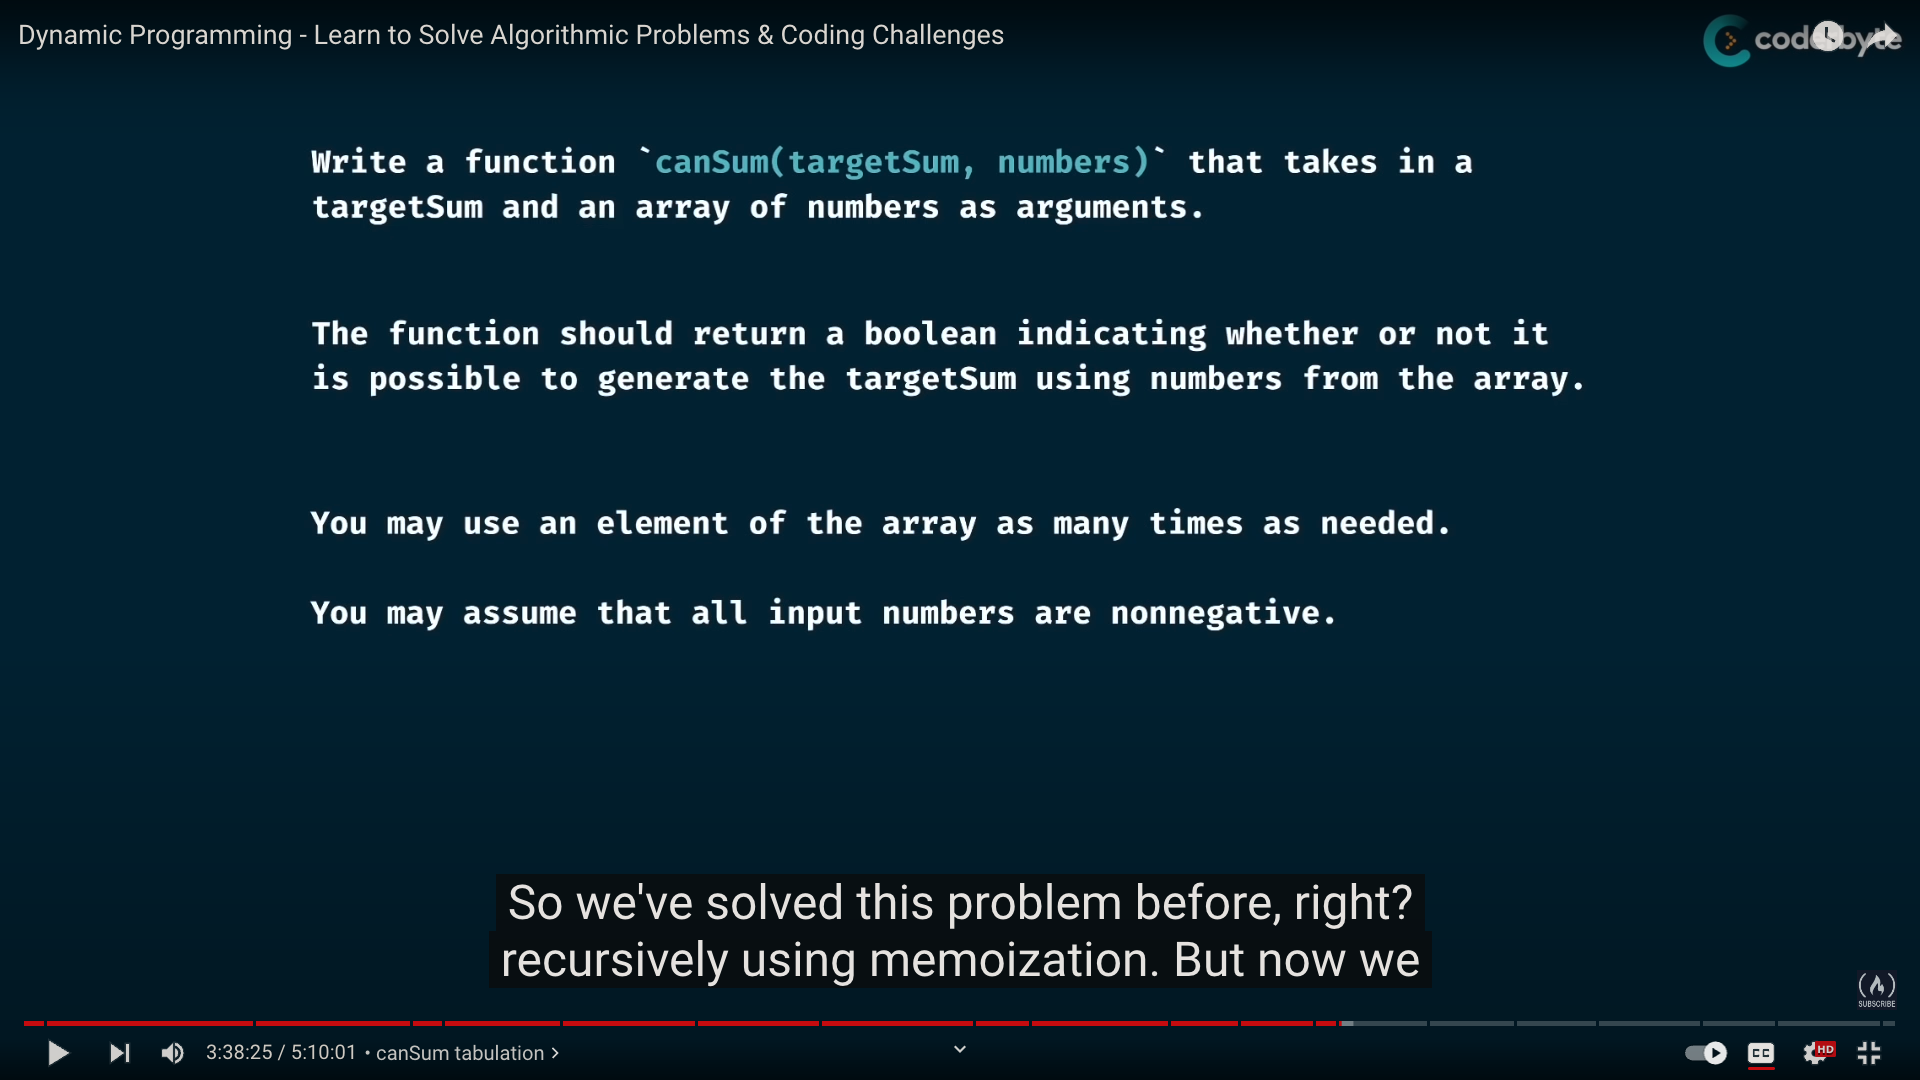 Dynamic Programming - Learn to Solve Algorithmic Problems & Coding Challenges
coderbyte
Write a function `canSum(targetSum, numbers)` that takes in a
targetSum and an array of numbers as arguments.
The function should return a boolean indicating whether or not it
is possible to generate the targetSum using numbers from the array.
You may use an element of the array as many times as needed.
You may assume that all input numbers are nonnegative.
So we've solved this problem before, right?
recursively using memoization. But now we
SUBSCRIBE
3:38:25 / 5:10:01 • canSum tabulation >
CC
HD